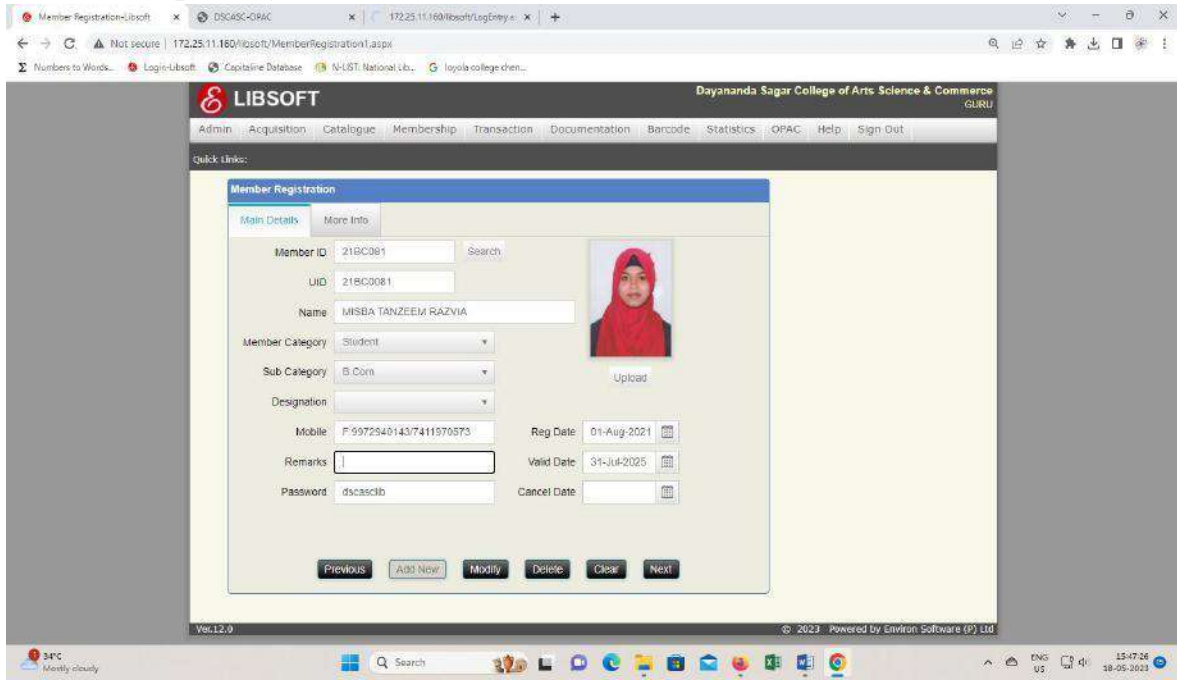 Member Registration-Libsoft × DSCASC-OPAC × 172.25.11.160/libsoft/LogEntry.a × +
Not secure | 172.25.11.160/libsoft/MemberRegistration1.aspx
Numbers to Words... Login-Libsoft Capitaline Database N-LIST: National Lib... loyola college chen...
LIBSOFT
Dayananda Sagar College of Arts Science & Commerce
GURU
Admin Acquisition Catalogue Membership Transaction Documentation Barcode Statistics OPAC Help Sign Out
Quick Links:
Member Registration
Main Details More Info
Member ID 21BC081 Search
UID 21BC0081
Name MISBA TANZEEM RAZVIA
Member Category Student
Sub Category B.Com Upload
Designation
Mobile F:9972940143/7411970573 Reg Date 01-Aug-2021
Remarks Valid Date 31-Jul-2025
Password dscasclib Cancel Date
Previous Add New Modify Delete Clear Next
Ver.12.0 © 2023 Powered by Environ Software (P) Ltd
34°C ENG 15:47:26
Mostly cloudy Search US 18-05-2023